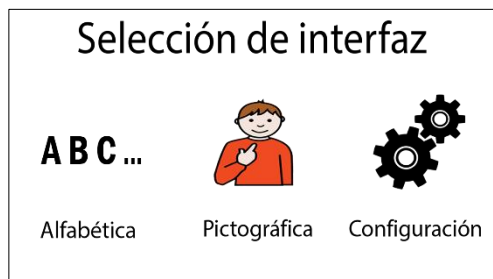 Selección de interfaz
A B C ...
Alfabética
Pictográfica
Configuración